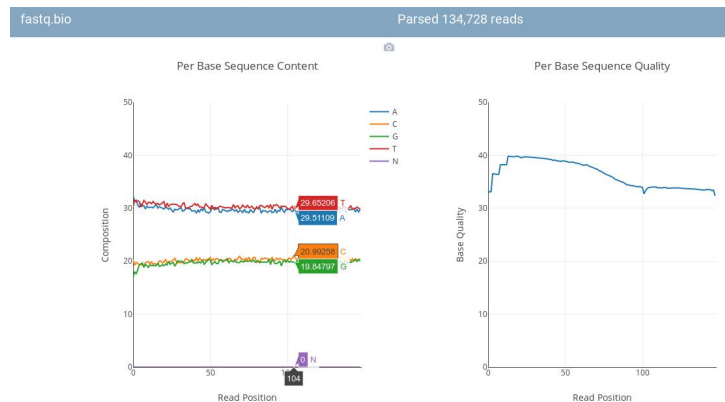 fastq.bio
Parsed 134,728 reads
Per Base Sequence Content
50
40
30
20
10
0
Composition
0
50
100
Read Position
A
C
G
T
N
29.65206 T
29.51109 A
20.99258 C
19.84797 G
0 N
104
Per Base Sequence Quality
50
40
30
20
10
0
Base Quality
0
50
100
Read Position